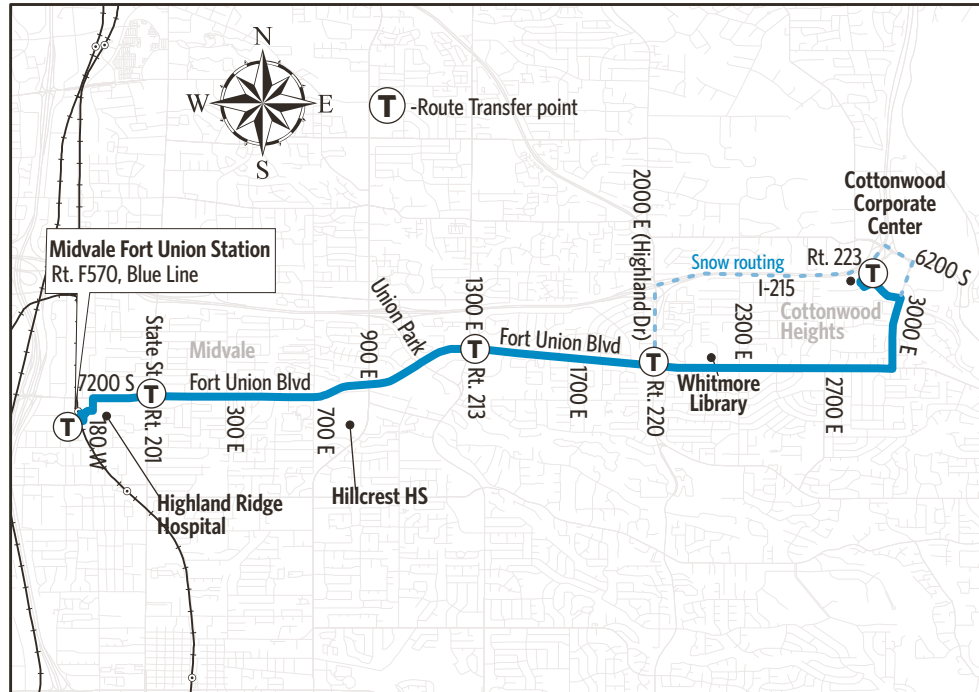 N
W
E
S
T
-Route Transfer point
Cottonwood
Corporate
Center
Midvale Fort Union Station
Rt. F570, Blue Line
2000 E (Highland Dr)
Snow routing
Rt. 223
T
6200 S
I-215
Cottonwood
Heights
3000 E
Union Park
900 E
1300 E
T
Rt. 213
Fort Union Blvd
1700 E
T
Rt. 220
2300 E
Whitmore
Library
2700 E
State St
Midvale
7200 S
T
Rt. 201
Fort Union Blvd
300 E
700 E
T
180 W
Highland Ridge
Hospital
Hillcrest HS